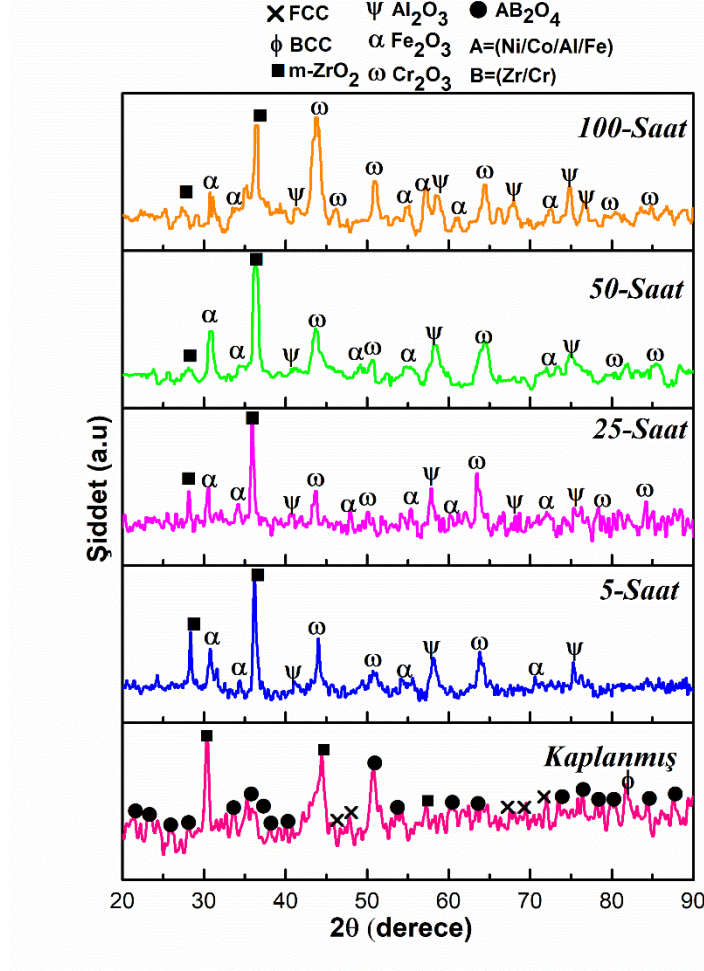 × FCC ψ Al₂O₃ ● AB₂O₄
ϕ BCC α Fe₂O₃ A=(Ni/Co/Al/Fe)
■ m-ZrO₂ ω Cr₂O₃ B=(Zr/Cr)
100-Saat
■ α α ■ ψ ω ω ω α α ψ α ω ψ α ψ ψ ω ω
50-Saat
■ α α ■ ψ ω α ω α ψ ω α ψ ω ω
25-Saat
■ α α ■ ψ ω α ω α ψ α ω ψ α ψ ω ω
5-Saat
■ α α ■ ψ ω ω α ψ ω α ψ
Kaplanmış
ϕ
Şiddet (a.u)
20 30 40 50 60 70 80 90
2θ (derece)